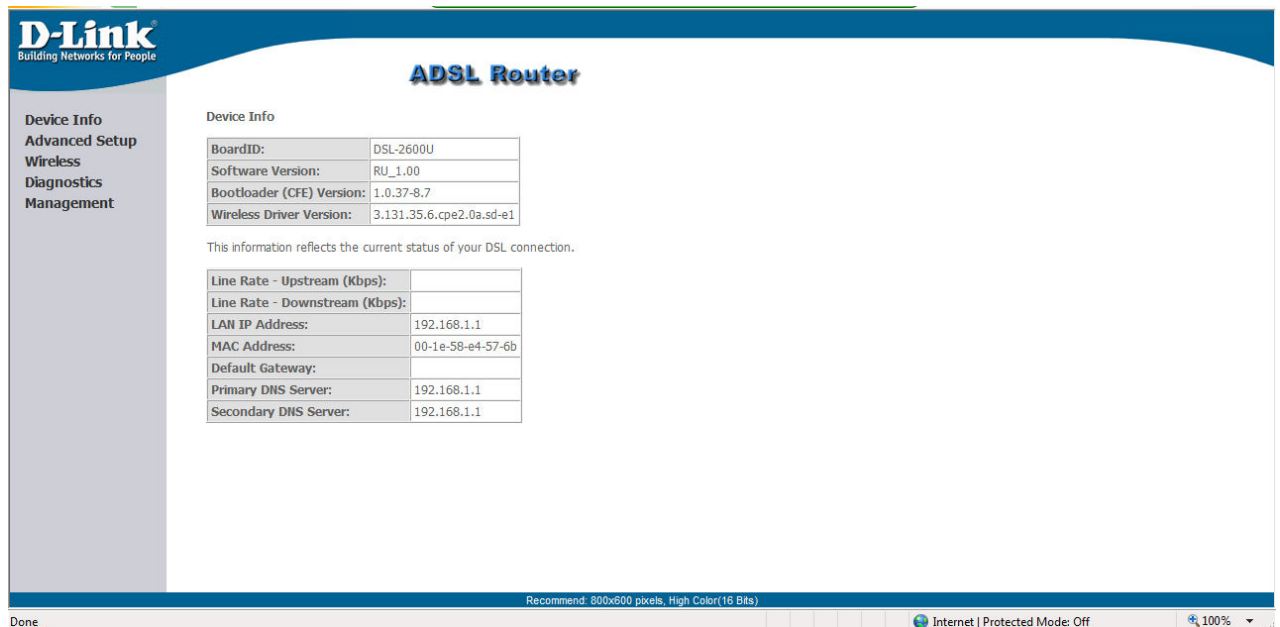 D-Link
Building Networks for People
ADSL Router
Device Info
Advanced Setup
Wireless
Diagnostics
Management
Device Info
BoardID: DSL-2600U
Software Version: RU_1.00
Bootloader (CFE) Version: 1.0.37-8.7
Wireless Driver Version: 3.131.35.6.cpe2.0a.sd-e1
This information reflects the current status of your DSL connection.
Line Rate - Upstream (Kbps):
Line Rate - Downstream (Kbps):
LAN IP Address: 192.168.1.1
MAC Address: 00-1e-58-e4-57-6b
Default Gateway:
Primary DNS Server: 192.168.1.1
Secondary DNS Server: 192.168.1.1
Recommend: 800x600 pixels, High Color(16 Bits)
Done
Internet | Protected Mode: Off
100%